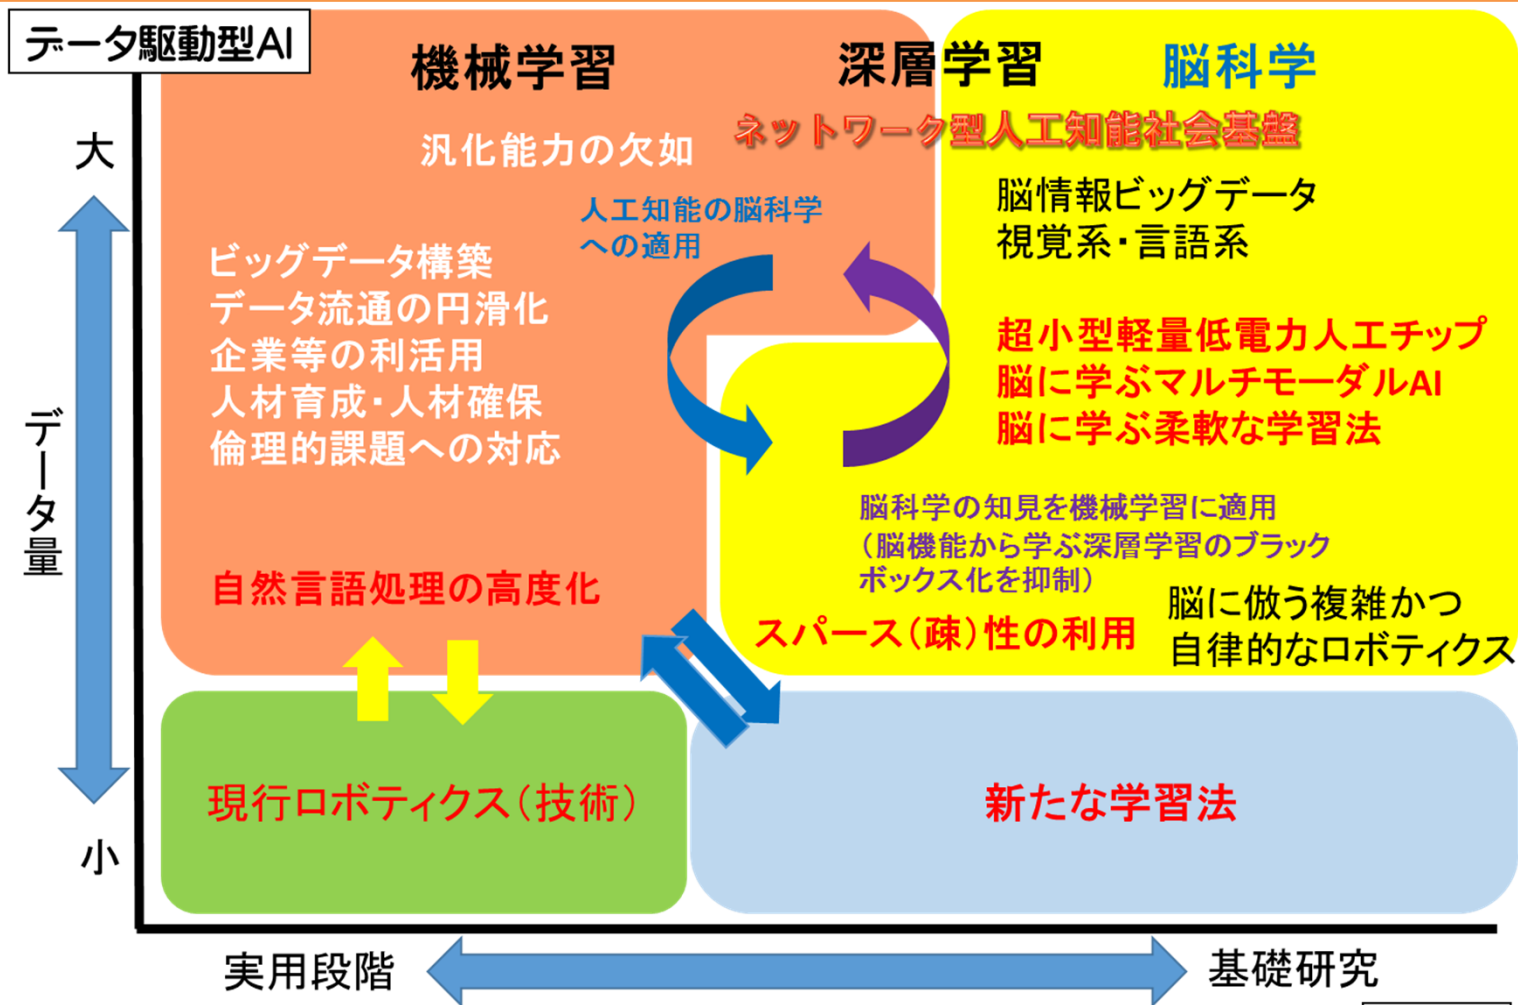 データ駆動型AI
機械学習
深層学習
脳科学
ネットワーク型人工知能社会基盤
汎化能力の欠如
大
人工知能の脳科学
への適用
脳情報ビッグデータ
視覚系・言語系
ビッグデータ構築
データ流通の円滑化
企業等の利活用
人材育成・人材確保
倫理的課題への対応
超小型軽量低電力人工チップ
脳に学ぶマルチモーダルAI
脳に学ぶ柔軟な学習法
データ量
脳科学の知見を機械学習に適用
（脳機能から学ぶ深層学習のブラック
ボックス化を抑制）
自然言語処理の高度化
スパース（疎）性の利用
脳に倣う複雑かつ
自律的なロボティクス
現行ロボティクス（技術）
新たな学習法
小
実用段階
基礎研究